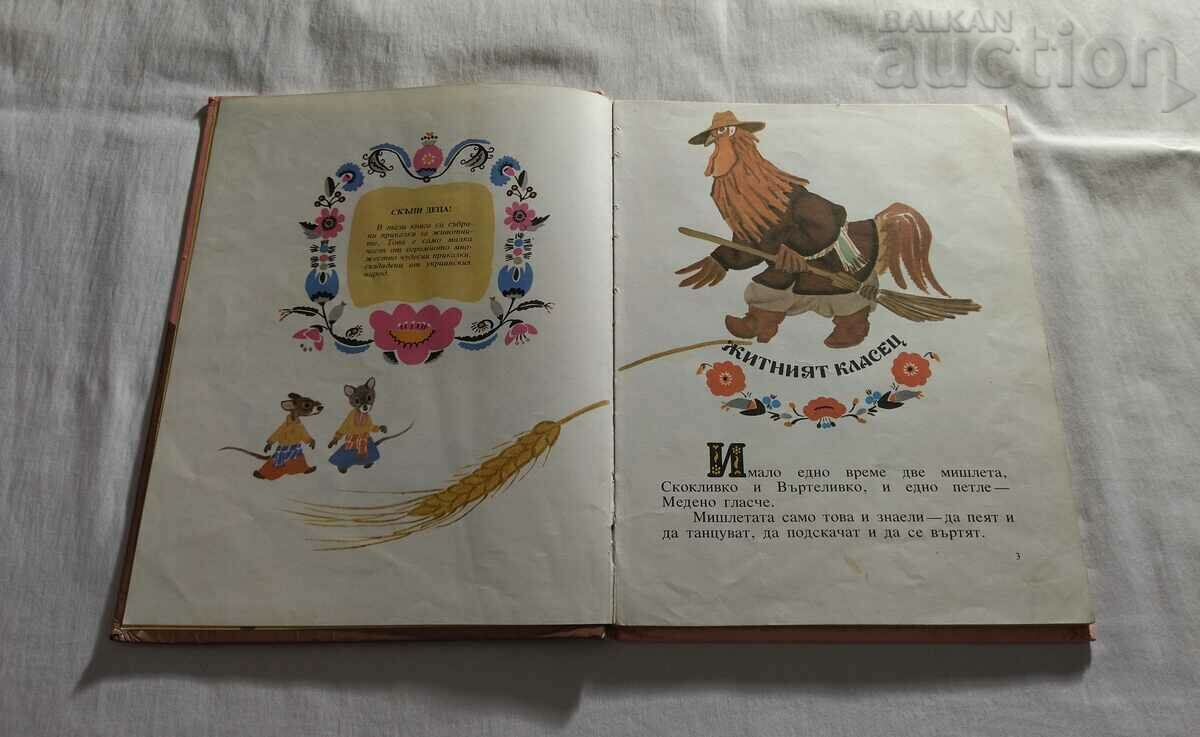 BALKAN
auction
СКЪПИ ДЕЦА!
В тази книга са събра-
ни приказки за животни-
те. Това е само малка
част от огромното мно-
жество чудесни приказки,
създадени от украинския
народ.
ЖИТНИЯТ КЛАСЕЦ
Имало едно време две мишлета,
Скокливко и Въртеливко, и едно петле—
Медено гласче.
Мишлетата само това и знаели—да пеят и
да танцуват, да подскачат и да се въртят.
3